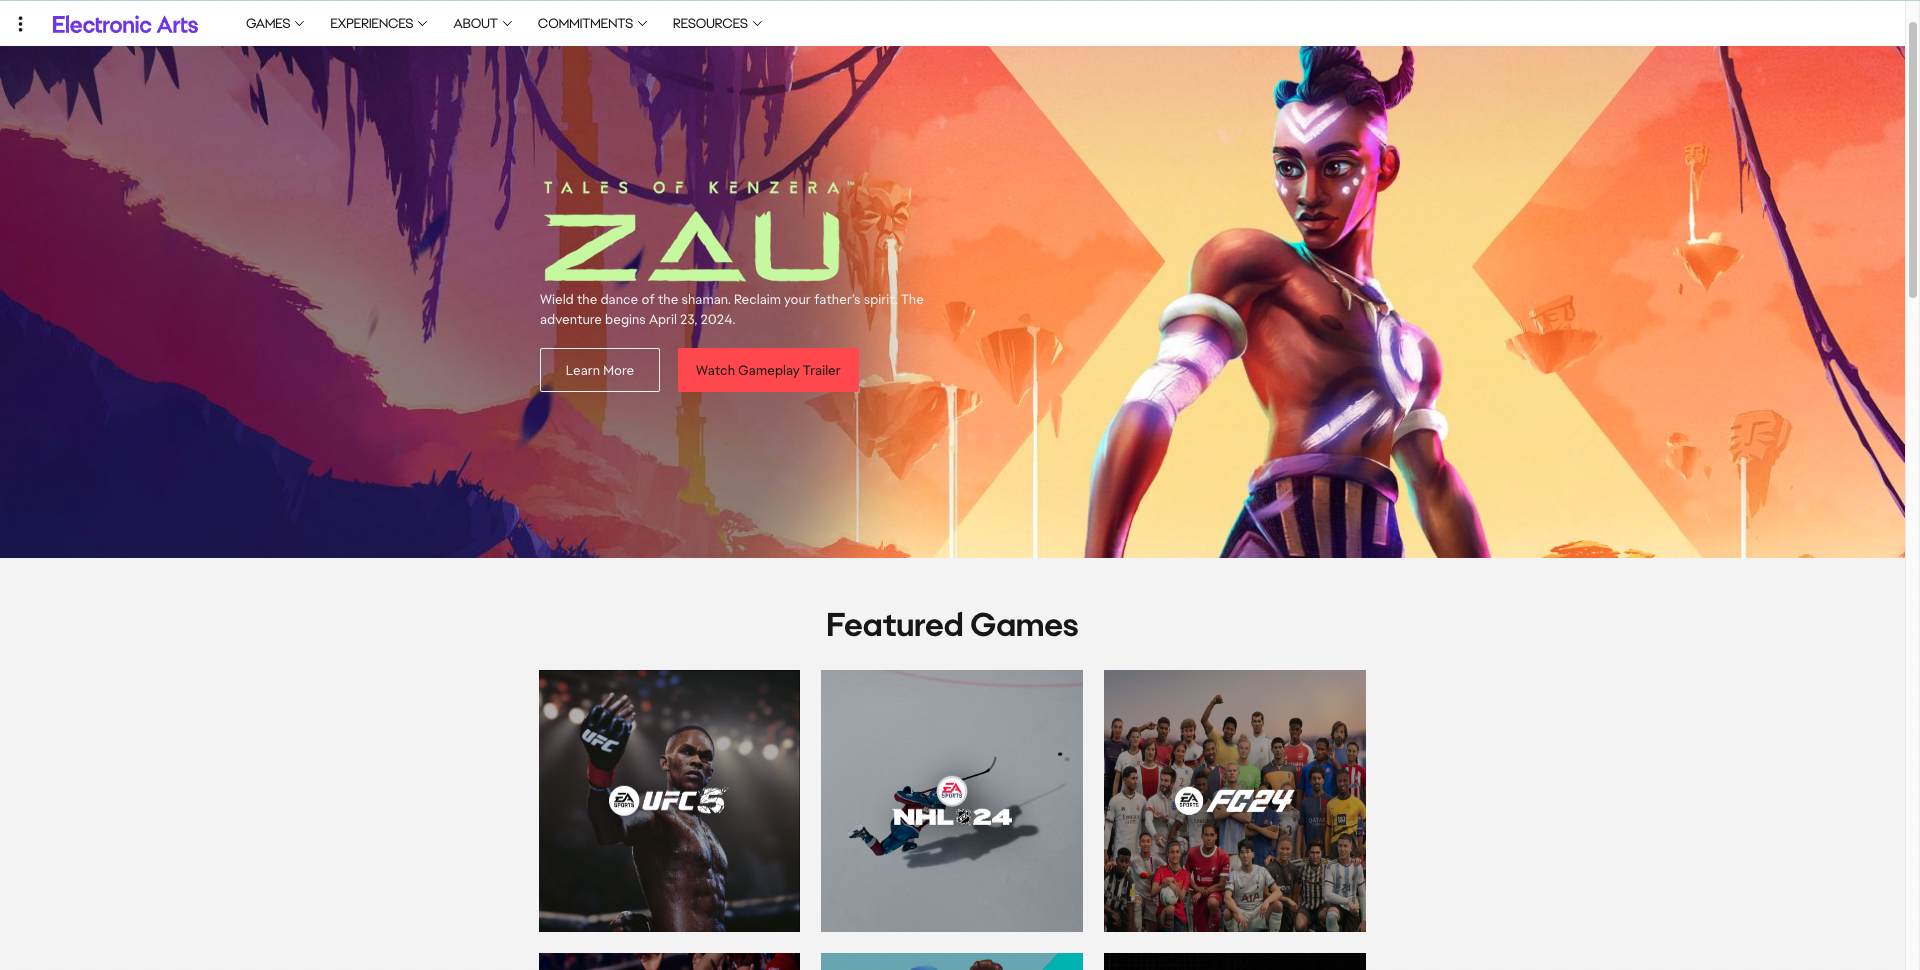 Electronic Arts
GAMES
EXPERIENCES
ABOUT
COMMITMENTS
RESOURCES
TALES OF KENZERA™
ZAU
Wield the dance of the shaman. Reclaim your father's spirit. The
adventure begins April 23, 2024.
Learn More
Watch Gameplay Trailer
Featured Games
UFC
EA
SPORTS
UFC 5
EA
SPORTS
NHL 24
EA
SPORTS
FC24